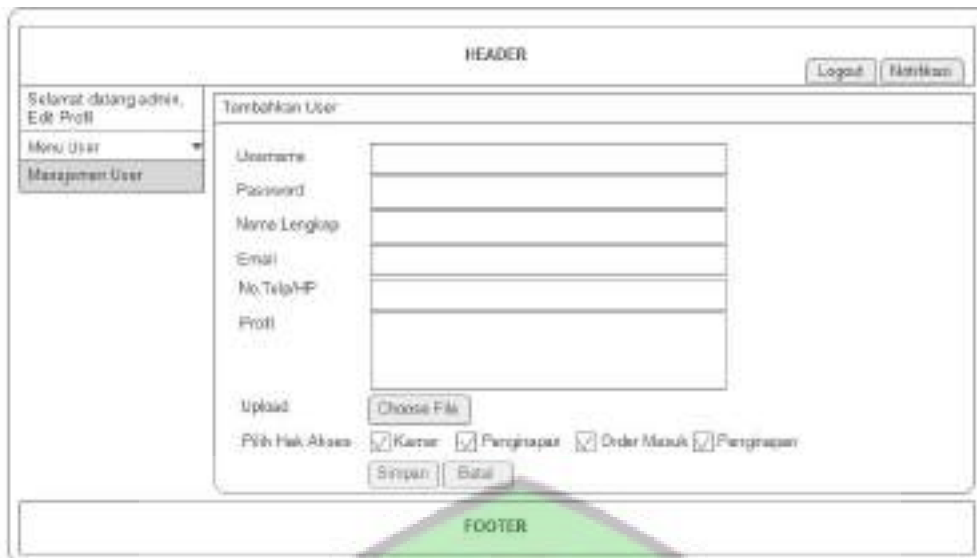 HEADER
Logout Notifikasi
Selamat datang admin,
Edit Profil
Menu User
Manajemen User
Tambahkan User
Username
Password
Nama Lengkap
Email
No.Telp/HP
Profil
Upload Choose File
Pilih Hak Akses Kamar Penginapan Order Masuk Penginapan
Simpan Batal
FOOTER